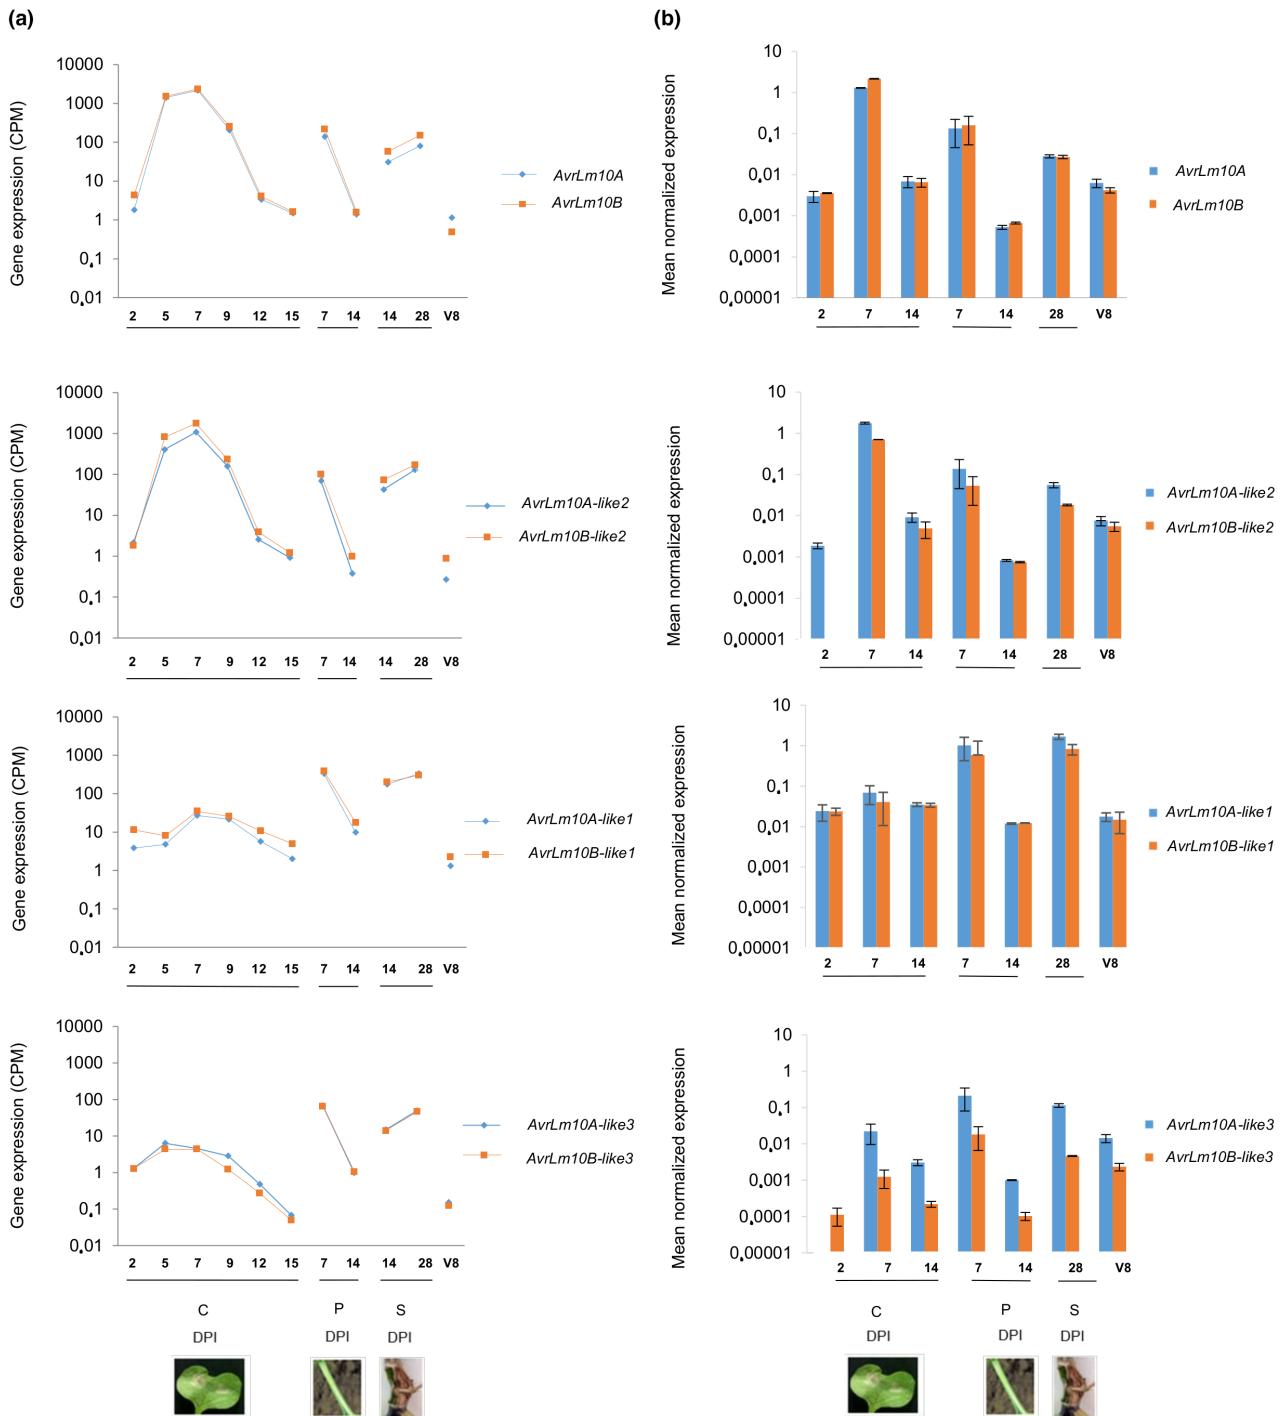 (a)
Gene expression (CPM)
10000
1000
100
10
1
0,1
0,01
2 5 7 9 12 15 7 14 14 28 V8
AvrLm10A
AvrLm10B
Gene expression (CPM)
10000
1000
100
10
1
0,1
0,01
2 5 7 9 12 15 7 14 14 28 V8
AvrLm10A-like2
AvrLm10B-like2
Gene expression (CPM)
10000
1000
100
10
1
0,1
0,01
2 5 7 9 12 15 7 14 14 28 V8
AvrLm10A-like1
AvrLm10B-like1
Gene expression (CPM)
10000
1000
100
10
1
0,1
0,01
2 5 7 9 12 15 7 14 14 28 V8
AvrLm10A-like3
AvrLm10B-like3
C P S
DPI DPI DPI
(b)
Mean normalized expression
10
1
0,1
0,01
0,001
0,0001
0,00001
2 7 14 7 14 28 V8
AvrLm10A
AvrLm10B
Mean normalized expression
10
1
0,1
0,01
0,001
0,0001
0,00001
2 7 14 7 14 28 V8
AvrLm10A-like2
AvrLm10B-like2
Mean normalized expression
10
1
0,1
0,01
0,001
0,0001
0,00001
2 7 14 7 14 28 V8
AvrLm10A-like1
AvrLm10B-like1
Mean normalized expression
10
1
0,1
0,01
0,001
0,0001
0,00001
2 7 14 7 14 28 V8
AvrLm10A-like3
AvrLm10B-like3
C P S
DPI DPI DPI